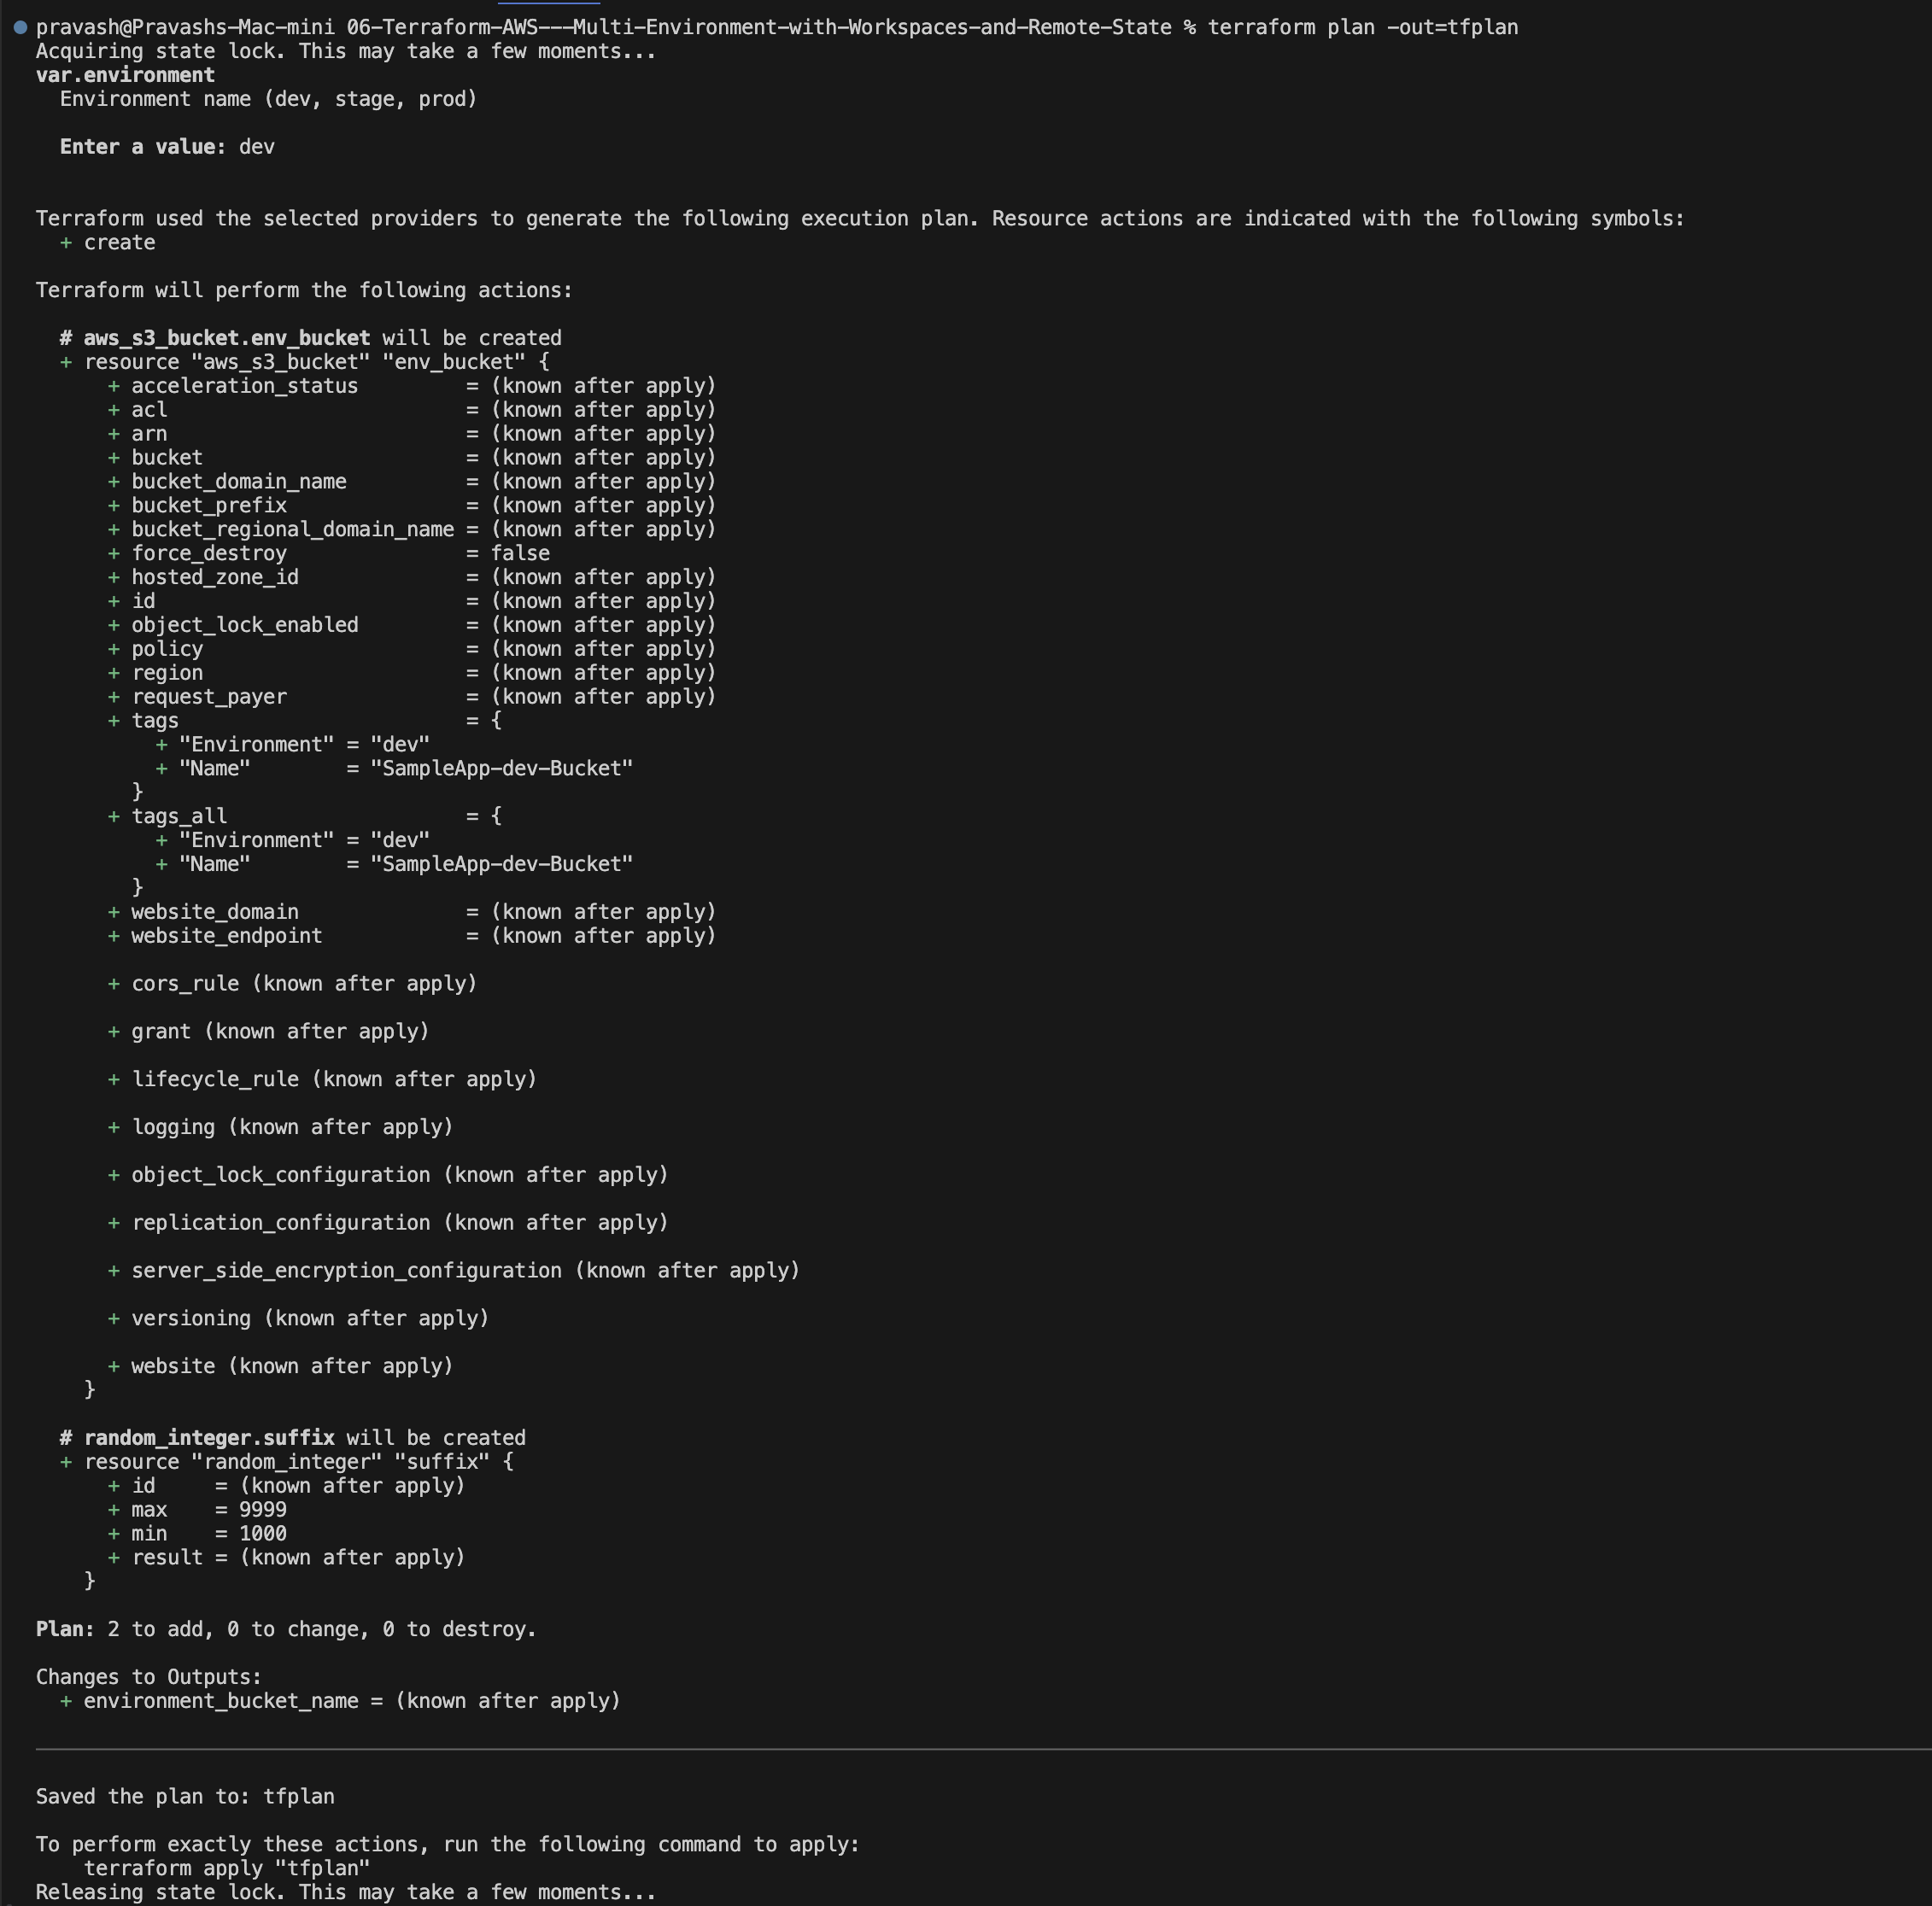 pravash@Pravashs-Mac-mini 06-Terraform-AWS---Multi-Environment-with-Workspaces-and-Remote-State % terraform plan -out=tfplan
Acquiring state lock. This may take a few moments...
var.environment
  Environment name (dev, stage, prod)

  Enter a value: dev


Terraform used the selected providers to generate the following execution plan. Resource actions are indicated with the following symbols:
  + create

Terraform will perform the following actions:

  # aws_s3_bucket.env_bucket will be created
  + resource "aws_s3_bucket" "env_bucket" {
      + acceleration_status         = (known after apply)
      + acl                         = (known after apply)
      + arn                         = (known after apply)
      + bucket                      = (known after apply)
      + bucket_domain_name          = (known after apply)
      + bucket_prefix               = (known after apply)
      + bucket_regional_domain_name = (known after apply)
      + force_destroy               = false
      + hosted_zone_id              = (known after apply)
      + id                          = (known after apply)
      + object_lock_enabled         = (known after apply)
      + policy                      = (known after apply)
      + region                      = (known after apply)
      + request_payer               = (known after apply)
      + tags                        = {
          + "Environment" = "dev"
          + "Name"        = "SampleApp-dev-Bucket"
        }
      + tags_all                    = {
          + "Environment" = "dev"
          + "Name"        = "SampleApp-dev-Bucket"
        }
      + website_domain              = (known after apply)
      + website_endpoint            = (known after apply)

      + cors_rule (known after apply)

      + grant (known after apply)

      + lifecycle_rule (known after apply)

      + logging (known after apply)

      + object_lock_configuration (known after apply)

      + replication_configuration (known after apply)

      + server_side_encryption_configuration (known after apply)

      + versioning (known after apply)

      + website (known after apply)
    }

  # random_integer.suffix will be created
  + resource "random_integer" "suffix" {
      + id     = (known after apply)
      + max    = 9999
      + min    = 1000
      + result = (known after apply)
    }

Plan: 2 to add, 0 to change, 0 to destroy.

Changes to Outputs:
  + environment_bucket_name = (known after apply)

Saved the plan to: tfplan

To perform exactly these actions, run the following command to apply:
    terraform apply "tfplan"
Releasing state lock. This may take a few moments...